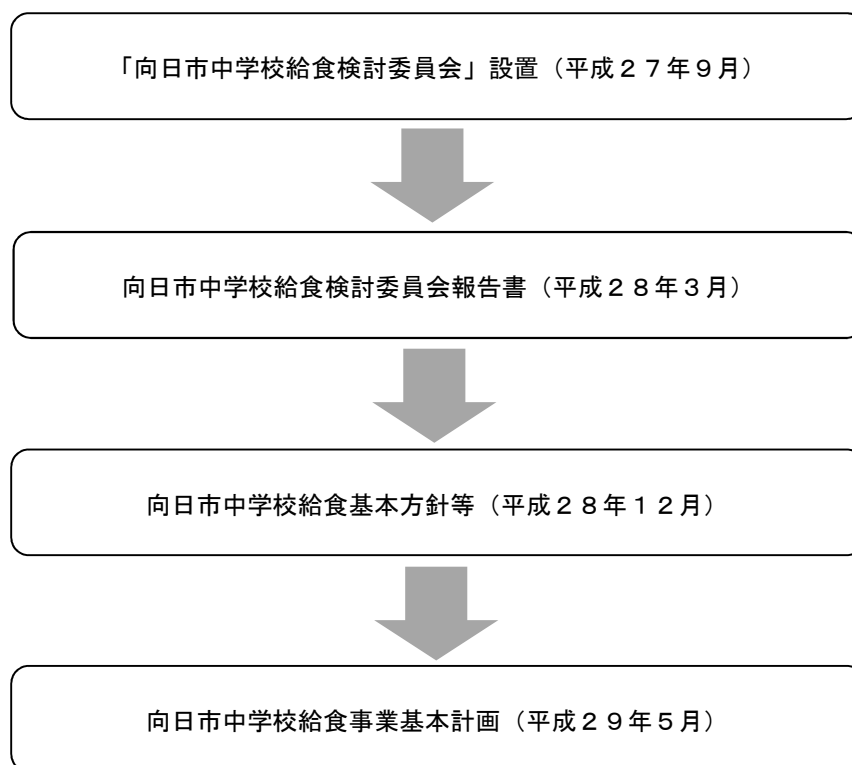 「向日市中学校給食検討委員会」設置（平成２７年９月）
向日市中学校給食検討委員会報告書（平成２８年３月）
向日市中学校給食基本方針等（平成２８年１２月）
向日市中学校給食事業基本計画（平成２９年５月）